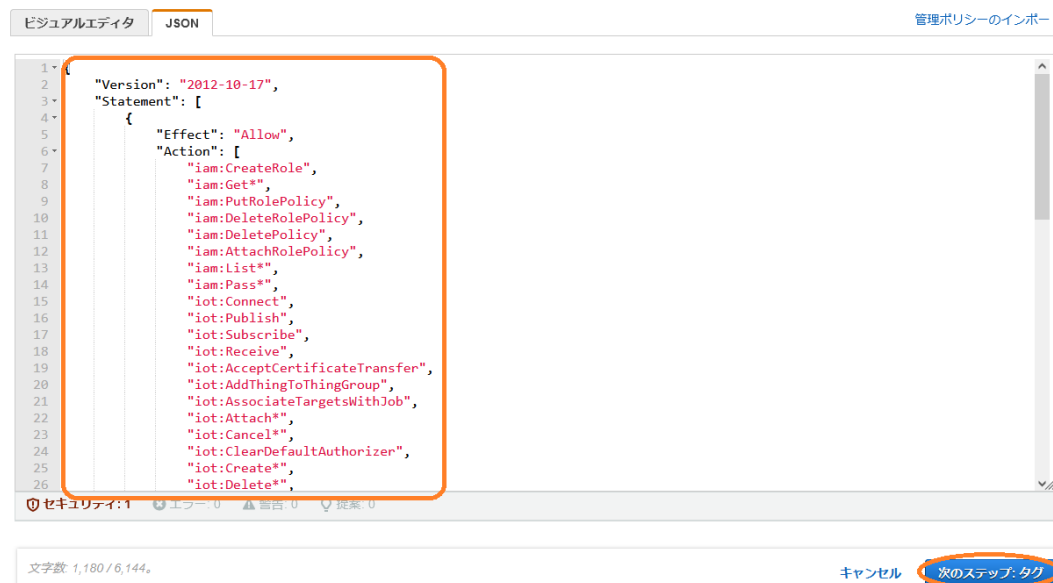 ビジュアルエディタ JSON 管理ポリシーのインポー
1 {
2 "Version": "2012-10-17",
3 "Statement": [
4 {
5 "Effect": "Allow",
6 "Action": [
7 "iam:CreateRole",
8 "iam:Get*",
9 "iam:PutRolePolicy",
10 "iam:DeleteRolePolicy",
11 "iam:DeletePolicy",
12 "iam:AttachRolePolicy",
13 "iam:List*",
14 "iam:Pass*",
15 "iot:Connect",
16 "iot:Publish",
17 "iot:Subscribe",
18 "iot:Receive",
19 "iot:AcceptCertificateTransfer",
20 "iot:AddThingToThingGroup",
21 "iot:AssociateTargetsWithJob",
22 "iot:Attach*",
23 "iot:Cancel*",
24 "iot:ClearDefaultAuthorizer",
25 "iot:Create*",
26 "iot:Delete*",
セキュリティ: 1 エラー: 0 警告: 0 提案: 0
文字数: 1,180 / 6,144。
キャンセル 次のステップ: タグ